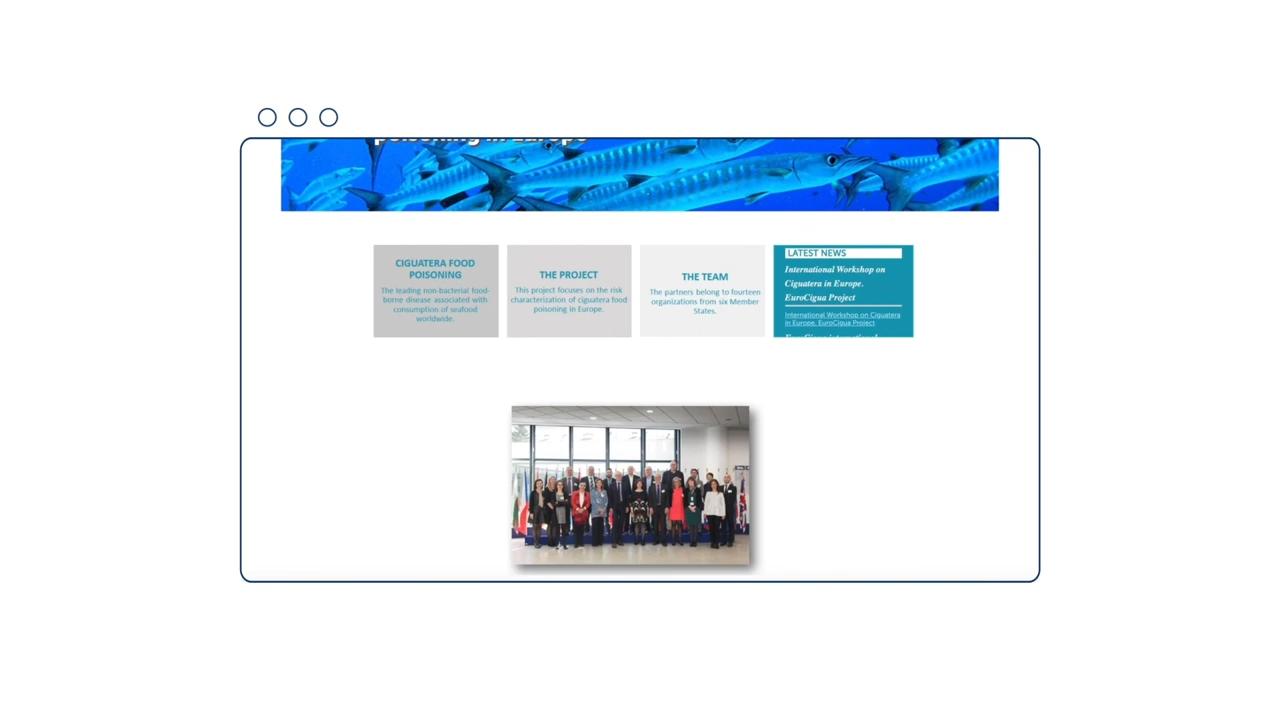 poisoning in Europe
CIGUATERA FOOD
POISONING
The leading non-bacterial food-
borne disease associated with
consumption of seafood
worldwide.
THE PROJECT
This project focuses on the risk
characterization of ciguatera food
poisoning in Europe.
THE TEAM
The partners belong to fourteen
organizations from six Member
States.
LATEST NEWS
International Workshop on
Ciguatera in Europe.
EuroCigua Project
International Workshop on Ciguatera
in Europe. EuroCigua Project